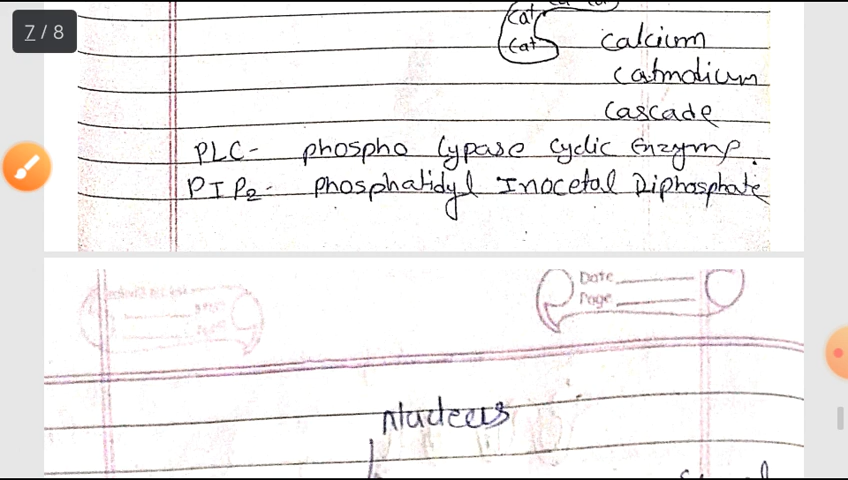 7/8
Cat
Cat
Calcium
Catmodium
Cascade
PLC- phospho lypase cyclic Enzyme.
PIP2- phosphatidyl Inocetal Diphosphate
Date
Page
Nucleus